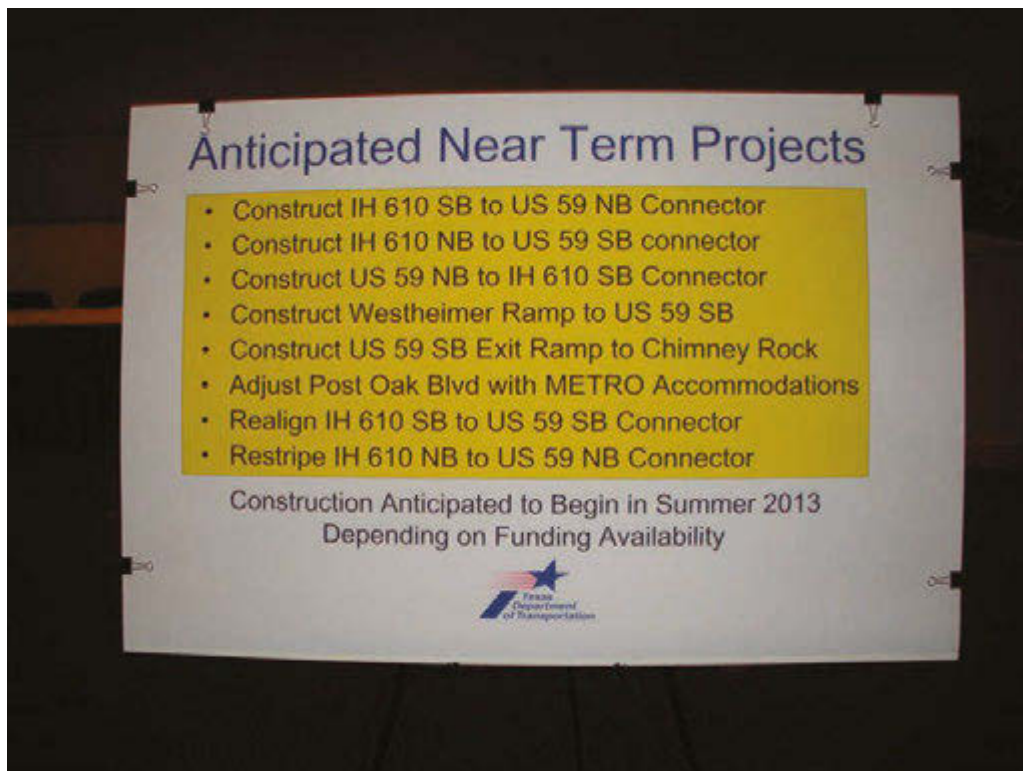 Anticipated Near Term Projects
• Construct IH 610 SB to US 59 NB Connector
• Construct IH 610 NB to US 59 SB connector
• Construct US 59 NB to IH 610 SB Connector
• Construct Westheimer Ramp to US 59 SB
• Construct US 59 SB Exit Ramp to Chimney Rock
• Adjust Post Oak Blvd with METRO Accommodations
• Realign IH 610 SB to US 59 SB Connector
• Restripe IH 610 NB to US 59 NB Connector
Construction Anticipated to Begin in Summer 2013
Depending on Funding Availability
Texas
Department
of Transportation